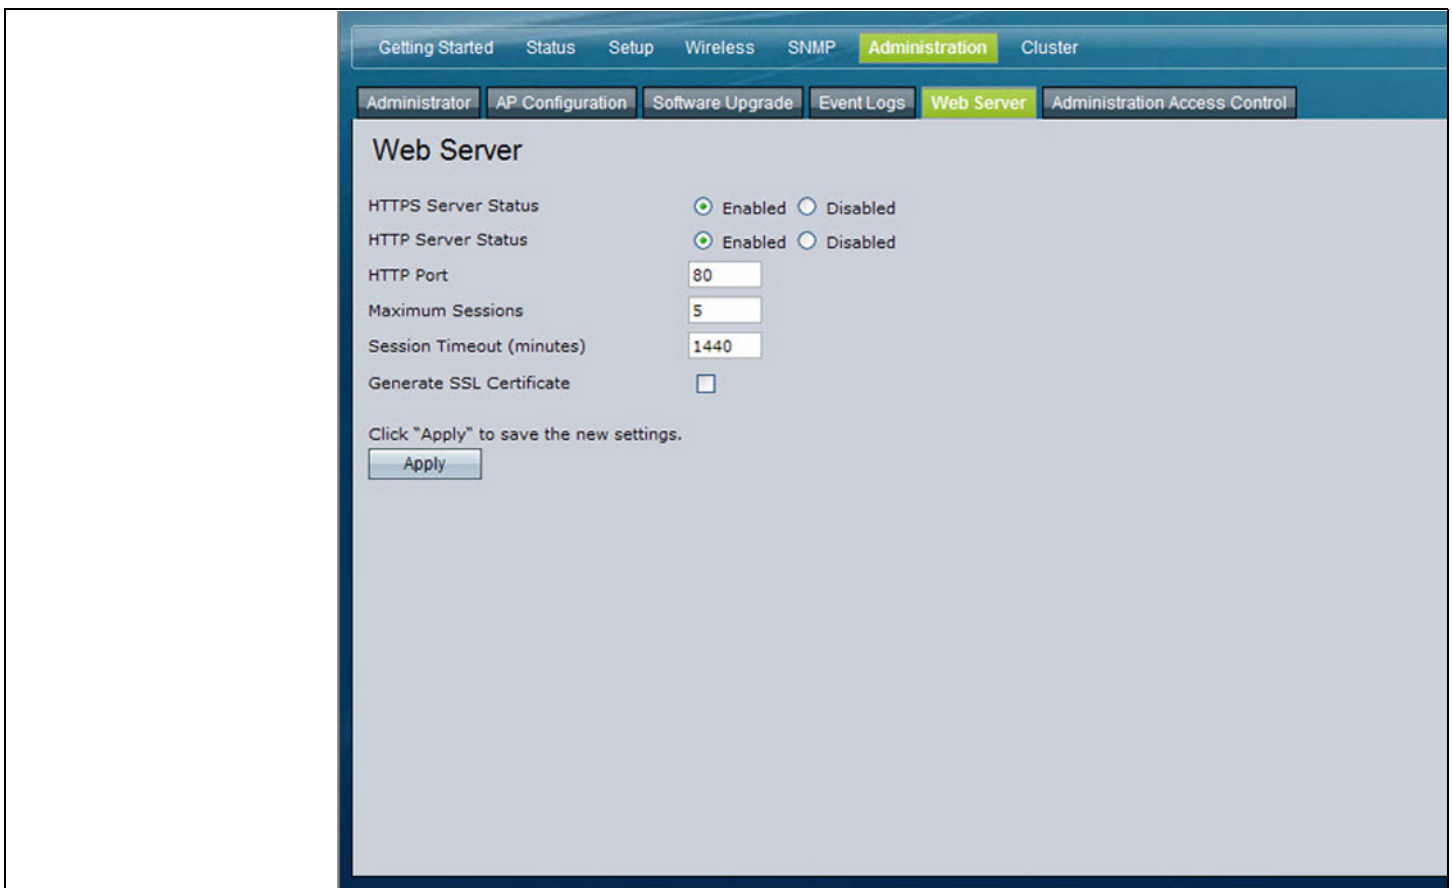 Getting Started Status Setup Wireless SNMP Administration Cluster
Administrator AP Configuration Software Upgrade Event Logs Web Server Administration Access Control
Web Server
HTTPS Server Status Enabled Disabled
HTTP Server Status Enabled Disabled
HTTP Port 80
Maximum Sessions 5
Session Timeout (minutes) 1440
Generate SSL Certificate
Click "Apply" to save the new settings.
Apply